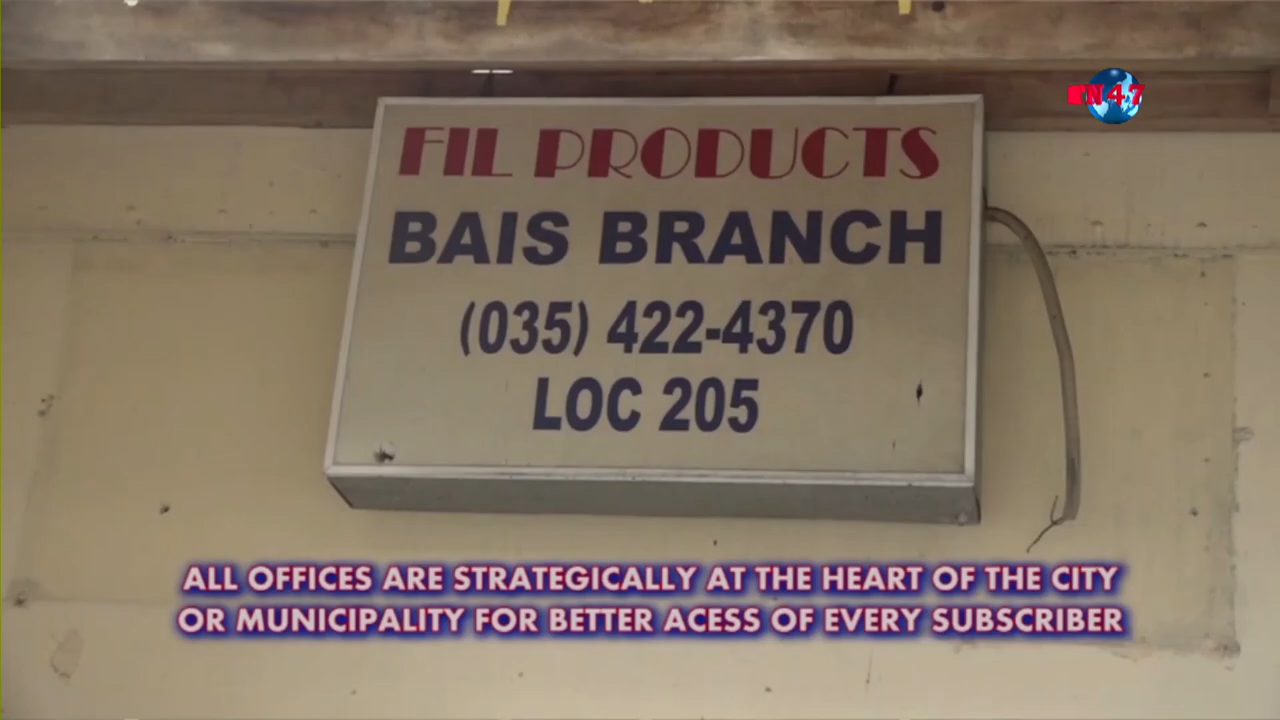 FIL PRODUCTS
BAIS BRANCH
(035) 422-4370
LOC 205
ALL OFFICES ARE STRATEGICALLY AT THE HEART OF THE CITY
OR MUNICIPALITY FOR BETTER ACESS OF EVERY SUBSCRIBER